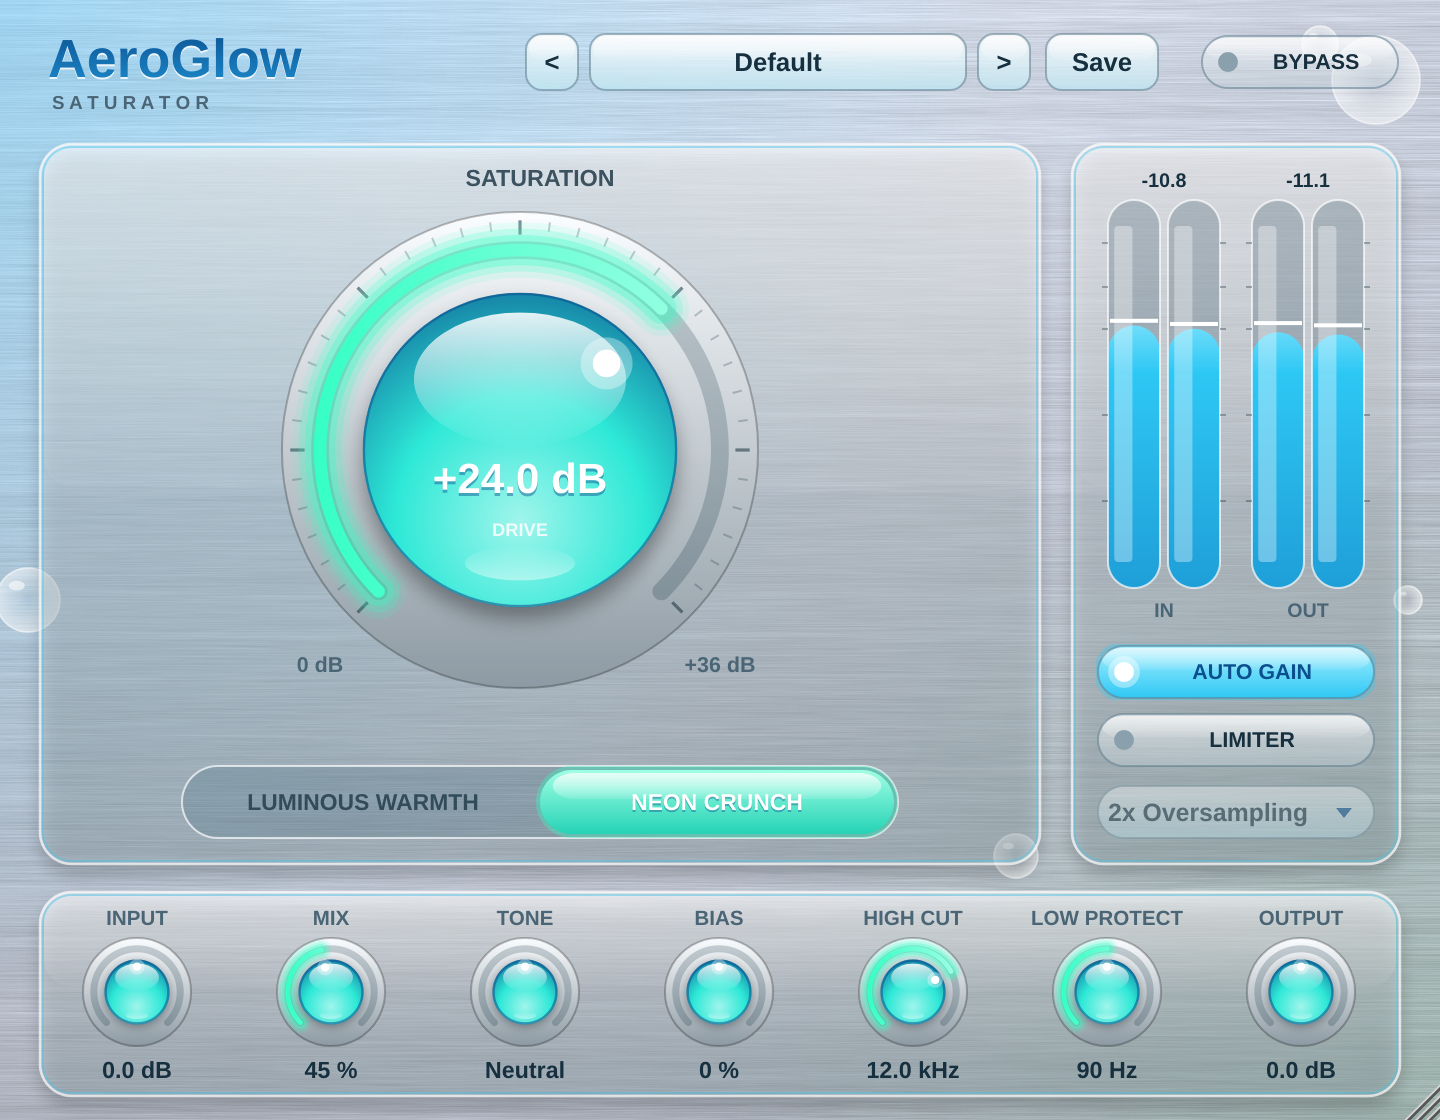 AeroGlow
SATURATOR
< Default > Save BYPASS
SATURATION
+24.0 dB
DRIVE
0 dB +36 dB
LUMINOUS WARMTH NEON CRUNCH
-10.8 -11.1
IN OUT
AUTO GAIN
LIMITER
2x Oversampling
INPUT MIX TONE BIAS HIGH CUT LOW PROTECT OUTPUT
0.0 dB 45 % Neutral 0 % 12.0 kHz 90 Hz 0.0 dB